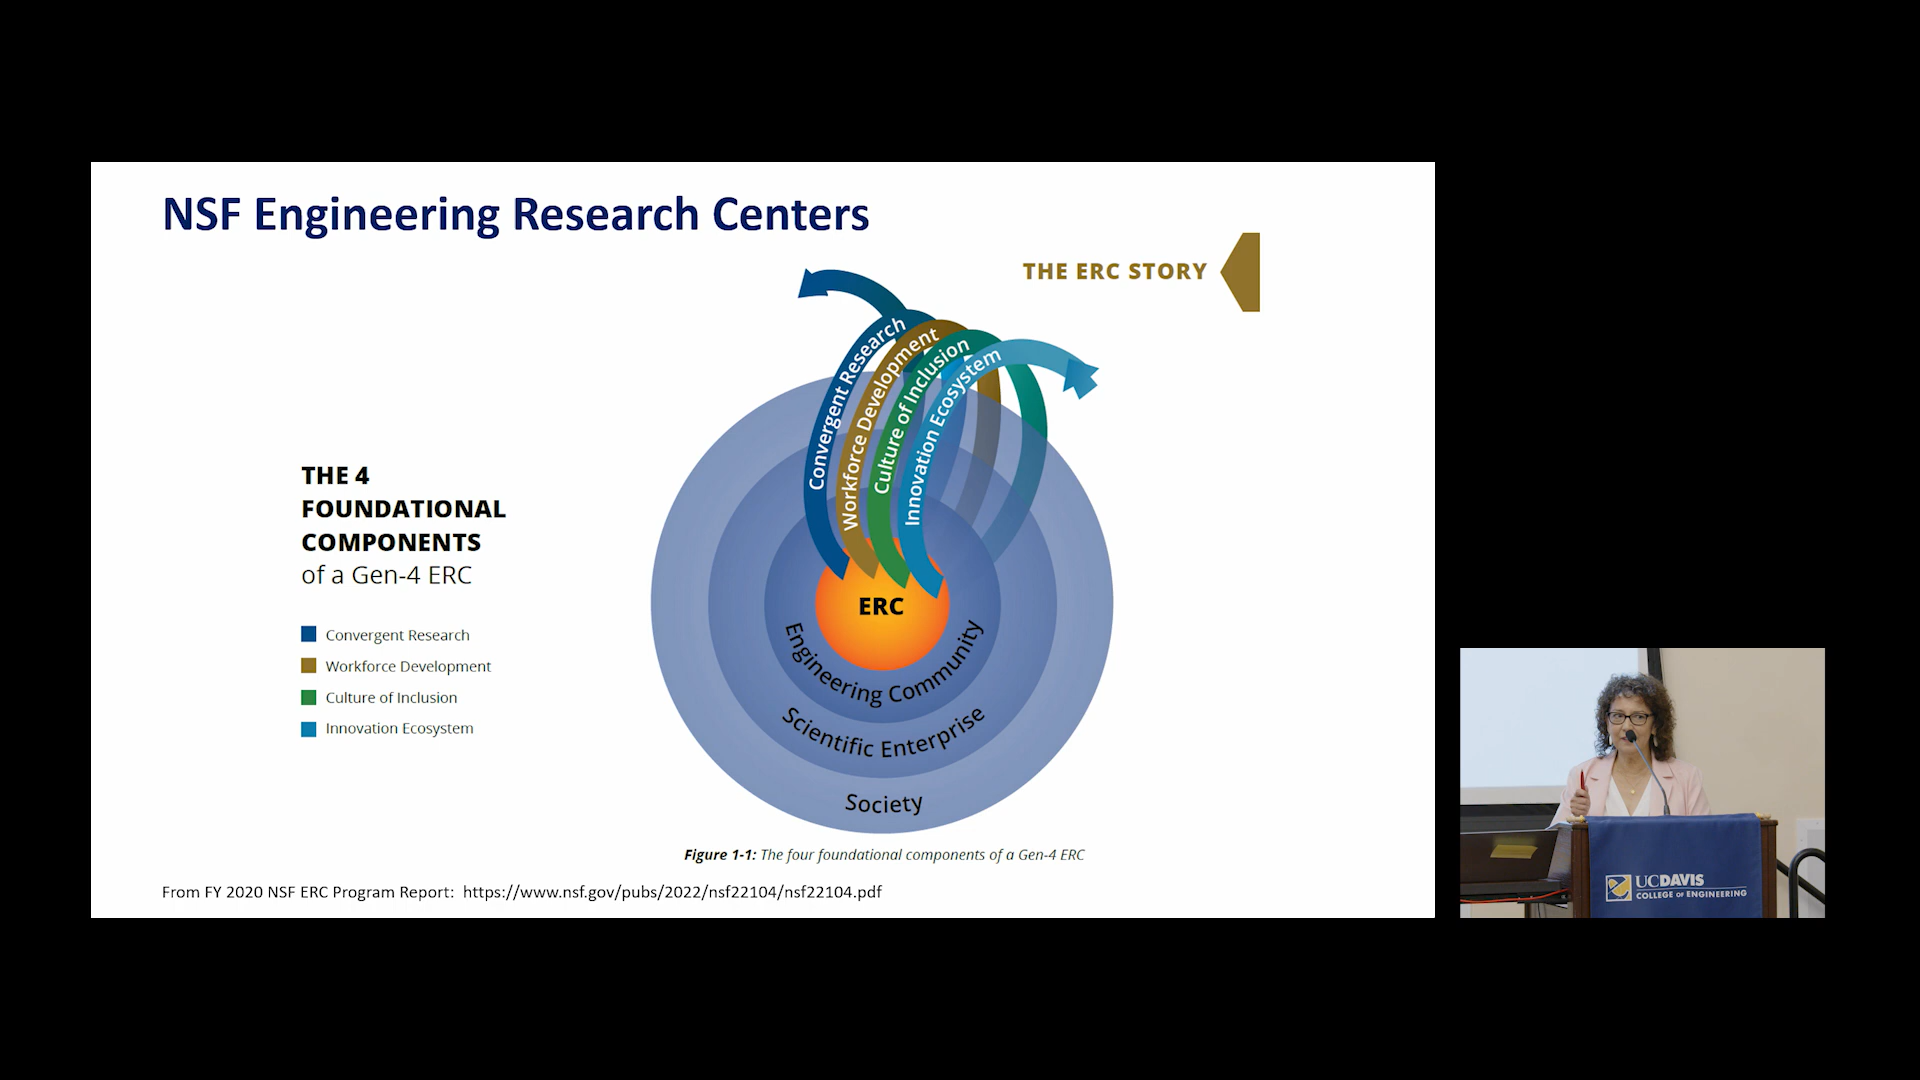 NSF Engineering Research Centers
THE ERC STORY
Convergent Research
Workforce Development
Culture of Inclusion
Innovation Ecosystem
THE 4
FOUNDATIONAL
COMPONENTS
of a Gen-4 ERC
Convergent Research
Workforce Development
Culture of Inclusion
Innovation Ecosystem
ERC
Engineering Community
Scientific Enterprise
Society
Figure 1-1: The four foundational components of a Gen-4 ERC
From FY 2020 NSF ERC Program Report: https://www.nsf.gov/pubs/2022/nsf22104/nsf22104.pdf
UCDAVIS
COLLEGE OF ENGINEERING